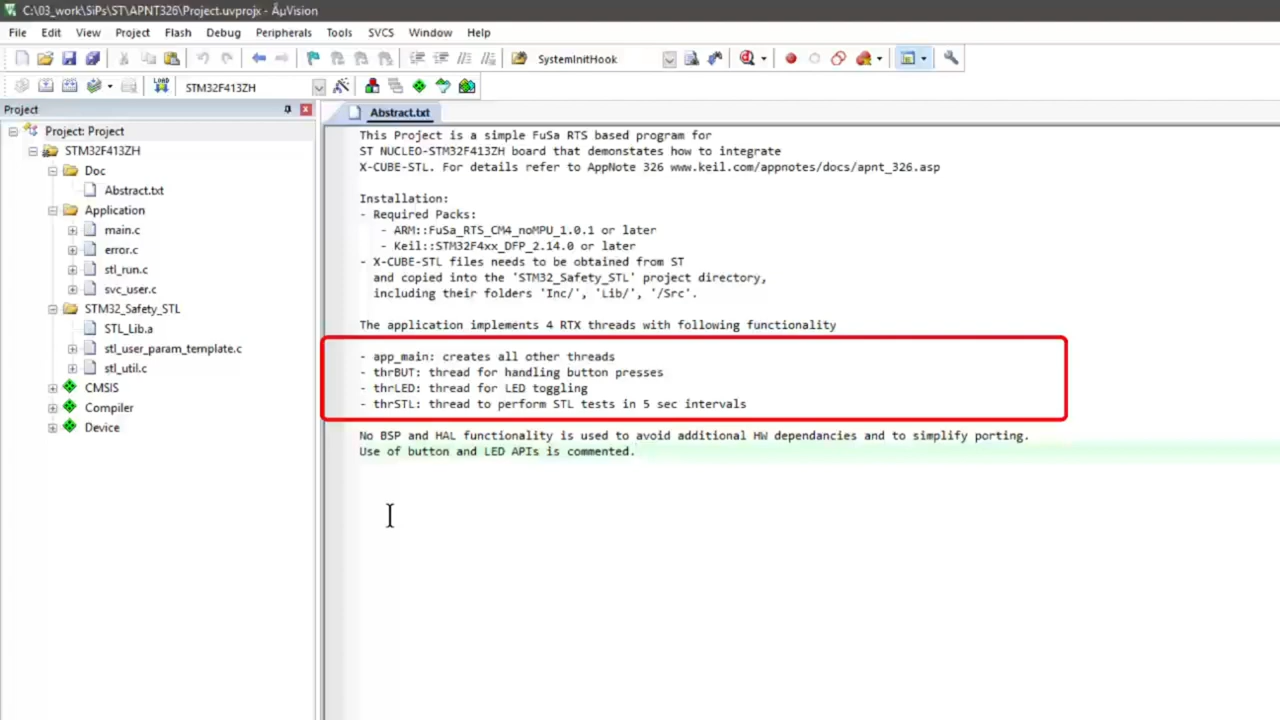 C:\03_work\SiPs\ST\APNT326\Project.uvprojx - ÂµVision
File Edit View Project Flash Debug Peripherals Tools SVCS Window Help
SystemInitHook
LOAD
STM32F413ZH
Project
Abstract.txt
Project: Project
STM32F413ZH
Doc
Abstract.txt
Application
main.c
error.c
stl_run.c
svc_user.c
STM32_Safety_STL
STL_Lib.a
stl_user_param_template.c
stl_util.c
CMSIS
Compiler
Device
This Project is a simple FuSa RTS based program for
ST NUCLEO-STM32F413ZH board that demonstates how to integrate
X-CUBE-STL. For details refer to AppNote 326 www.keil.com/appnotes/docs/apnt_326.asp
Installation:
- Required Packs:
- ARM::FuSa_RTS_CM4_noMPU_1.0.1 or later
- Keil::STM32F4xx_DFP_2.14.0 or later
- X-CUBE-STL files needs to be obtained from ST
and copied into the 'STM32_Safety_STL' project directory,
including their folders 'Inc/', 'Lib/', '/Src'.
The application implements 4 RTX threads with following functionality
- app_main: creates all other threads
- thrBUT: thread for handling button presses
- thrLED: thread for LED toggling
- thrSTL: thread to perform STL tests in 5 sec intervals
No BSP and HAL functionality is used to avoid additional HW dependancies and to simplify porting.
Use of button and LED APIs is commented.